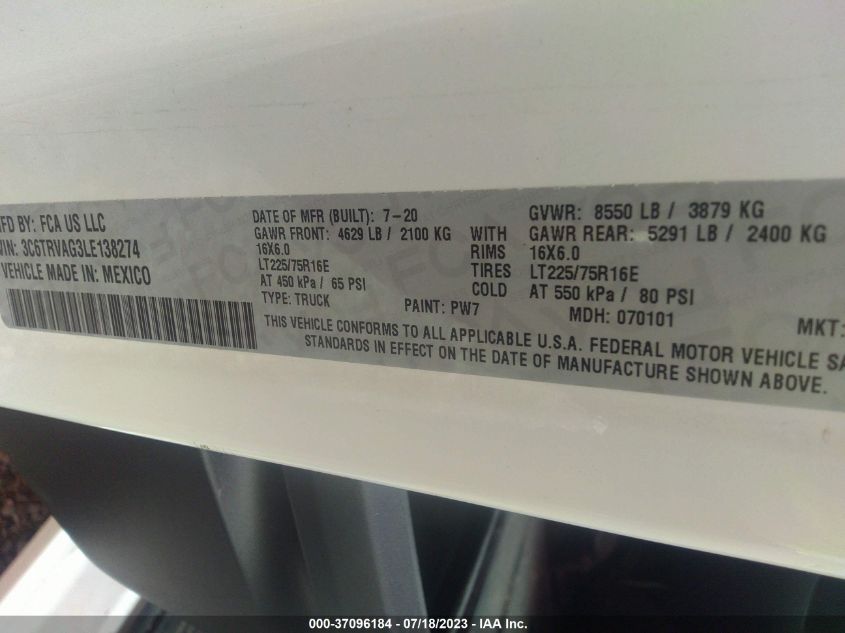 MFD BY: FCA US LLC
VIN: 3C6TRVAG3LE138274
VEHICLE MADE IN: MEXICO
DATE OF MFR (BUILT): 7-20
GAWR FRONT: 4629 LB / 2100 KG WITH
16X6.0 RIMS
LT225/75R16E TIRES
AT 450 kPa / 65 PSI COLD
TYPE: TRUCK
PAINT: PW7
GVWR: 8550 LB / 3879 KG
GAWR REAR: 5291 LB / 2400 KG
16X6.0
LT225/75R16E
AT 550 kPa / 80 PSI
MDH: 070101
MKT:
THIS VEHICLE CONFORMS TO ALL APPLICABLE U.S.A. FEDERAL MOTOR VEHICLE SA
STANDARDS IN EFFECT ON THE DATE OF MANUFACTURE SHOWN ABOVE.
000-37096184 - 07/18/2023 - IAA Inc.